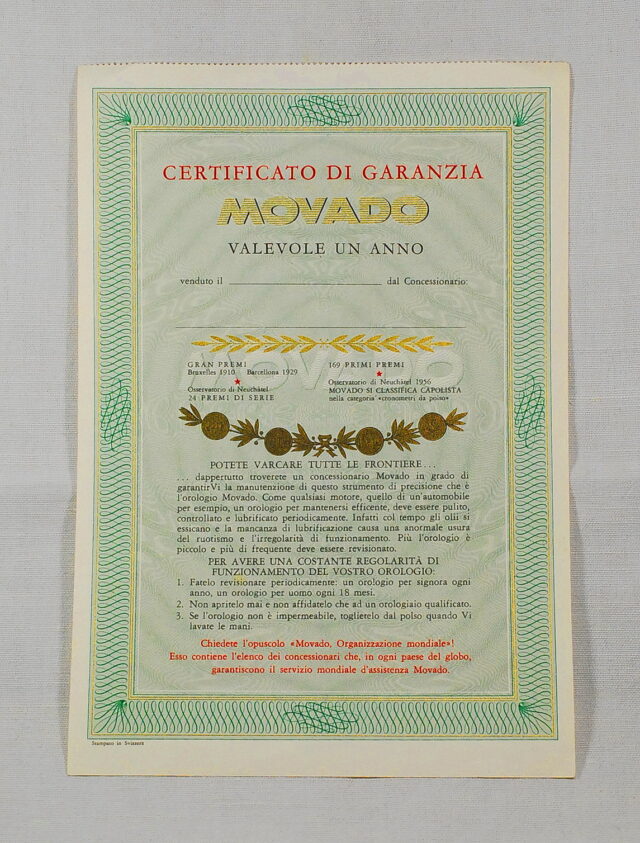 CERTIFICATO DI GARANZIA
MOVADO
VALEVOLE UN ANNO
venduto il ____________ dal Concessionario:
MOVADO
GRAN PREMI
Bruxelles 1910 Barcellona 1929
★
Osservatorio di Neuchâtel
24 PREMI DI SERIE
169 PRIMI PREMI
★
Osservatorio di Neuchâtel 1956
MOVADO SI CLASSIFICA CAPOLISTA
nella categoria «cronometri da polso»
POTETE VARCARE TUTTE LE FRONTIERE...
... dappertutto troverete un concessionario Movado in grado di
garantirVi la manutenzione di questo strumento di precisione che è
l'orologio Movado. Come qualsiasi motore, quello di un'automobile
per esempio, un orologio per mantenersi efficente, deve essere pulito,
controllato e lubrificato periodicamente. Infatti col tempo gli olii si
essicano e la mancanza di lubrificazione causa una anormale usura
del ruotismo e l'irregolarità di funzionamento. Più l'orologio è
piccolo e più di frequente deve essere revisionato.
PER AVERE UNA COSTANTE REGOLARITÀ DI
FUNZIONAMENTO DEL VOSTRO OROLOGIO:
1. Fatelo revisionare periodicamente: un orologio per signora ogni
anno, un orologio per uomo ogni 18 mesi.
2. Non apritelo mai e non affidatelo che ad un orologiaio qualificato.
3. Se l'orologio non è impermeabile, toglietelo dal polso quando Vi
lavate le mani.
Chiedete l'opuscolo «Movado, Organizzazione mondiale»!
Esso contiene l'elenco dei concessionari che, in ogni paese del globo,
garantiscono il servizio mondiale d'assistenza Movado.
Stampato in Svizzera